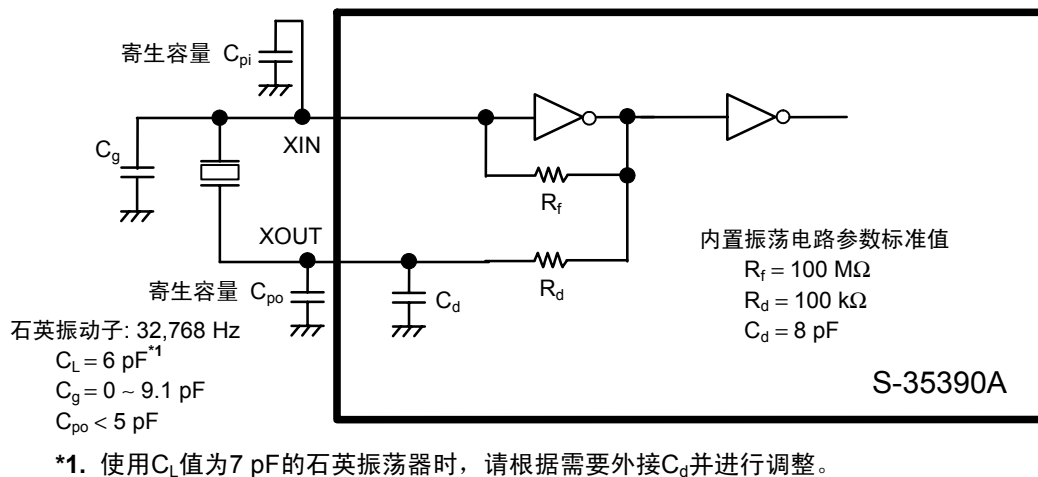 寄生容量 Cpi
Cg
XIN
Rf
XOUT
寄生容量 Cpo
Cd
Rd
内置振荡电路参数标准值
Rf = 100 MΩ
Rd = 100 kΩ
Cd = 8 pF
石英振动子: 32,768 Hz
CL = 6 pF*1
Cg = 0 ~ 9.1 pF
Cpo < 5 pF
S-35390A
*1. 使用CL值为7 pF的石英振荡器时，请根据需要外接Cd并进行调整。